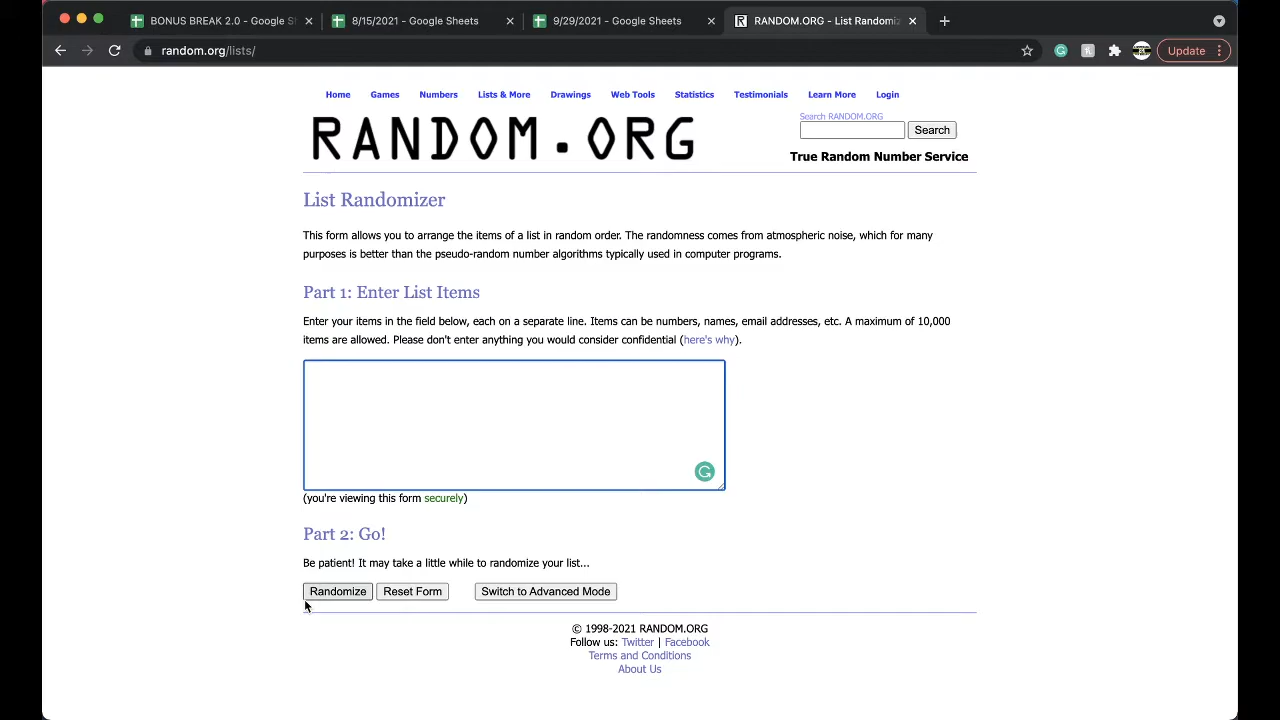 BONUS BREAK 2.0 - Google S
8/15/2021 - Google Sheets
9/29/2021 - Google Sheets
RANDOM.ORG - List Randomiz
random.org/lists/
Update
Home Games Numbers Lists & More Drawings Web Tools Statistics Testimonials Learn More Login
RANDOM.ORG
Search RANDOM.ORG
Search
True Random Number Service
List Randomizer
This form allows you to arrange the items of a list in random order. The randomness comes from atmospheric noise, which for many
purposes is better than the pseudo-random number algorithms typically used in computer programs.
Part 1: Enter List Items
Enter your items in the field below, each on a separate line. Items can be numbers, names, email addresses, etc. A maximum of 10,000
items are allowed. Please don't enter anything you would consider confidential (here's why).
(you're viewing this form securely)
Part 2: Go!
Be patient! It may take a little while to randomize your list...
Randomize Reset Form Switch to Advanced Mode
© 1998-2021 RANDOM.ORG
Follow us: Twitter | Facebook
Terms and Conditions
About Us